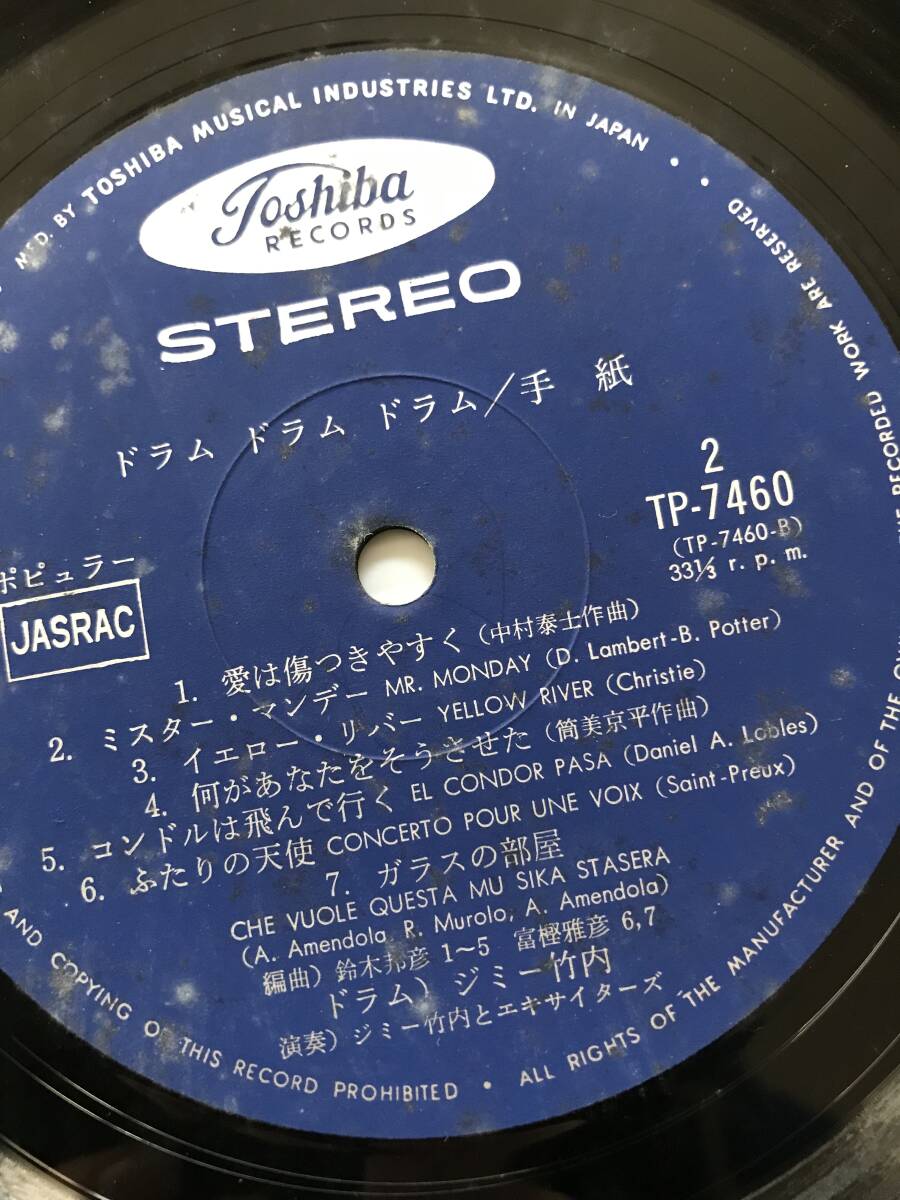 MF'D. BY TOSHIBA MUSICAL INDUSTRIES LTD. IN JAPAN
Toshiba
RECORDS
STEREO
ドラム ドラム ドラム/手 紙
2
TP-7460
(TP-7460-B)
33⅓ r. p. m.
ポピュラー
JASRAC
1. 愛は傷つきやすく (中村泰士作曲)
2. ミスター・マンデー MR. MONDAY (D. Lambert-B. Potter)
3. イエロー・リバー YELLOW RIVER (Christie)
4. 何があなたをそうさせた (筒美京平作曲)
5. コンドルは飛んで行く EL CONDOR PASA (Daniel A. Lobles)
6. ふたりの天使 CONCERTO POUR UNE VOIX (Saint-Preux)
7. ガラスの部屋
CHE VUOLE QUESTA MU SIKA STASERA
(A. Amendola, R. Murolo, A. Amendola)
編曲) 鈴木邦彦 1~5 富樫雅彦 6,7
ドラム) ジミー竹内
演奏) ジミー竹内とエキサイターズ
ALL RIGHTS OF THE MANUFACTURER AND OF THE
RECORDED WORK ARE RESERVED
AND COPYING OF THIS RECORD PROHIBITED